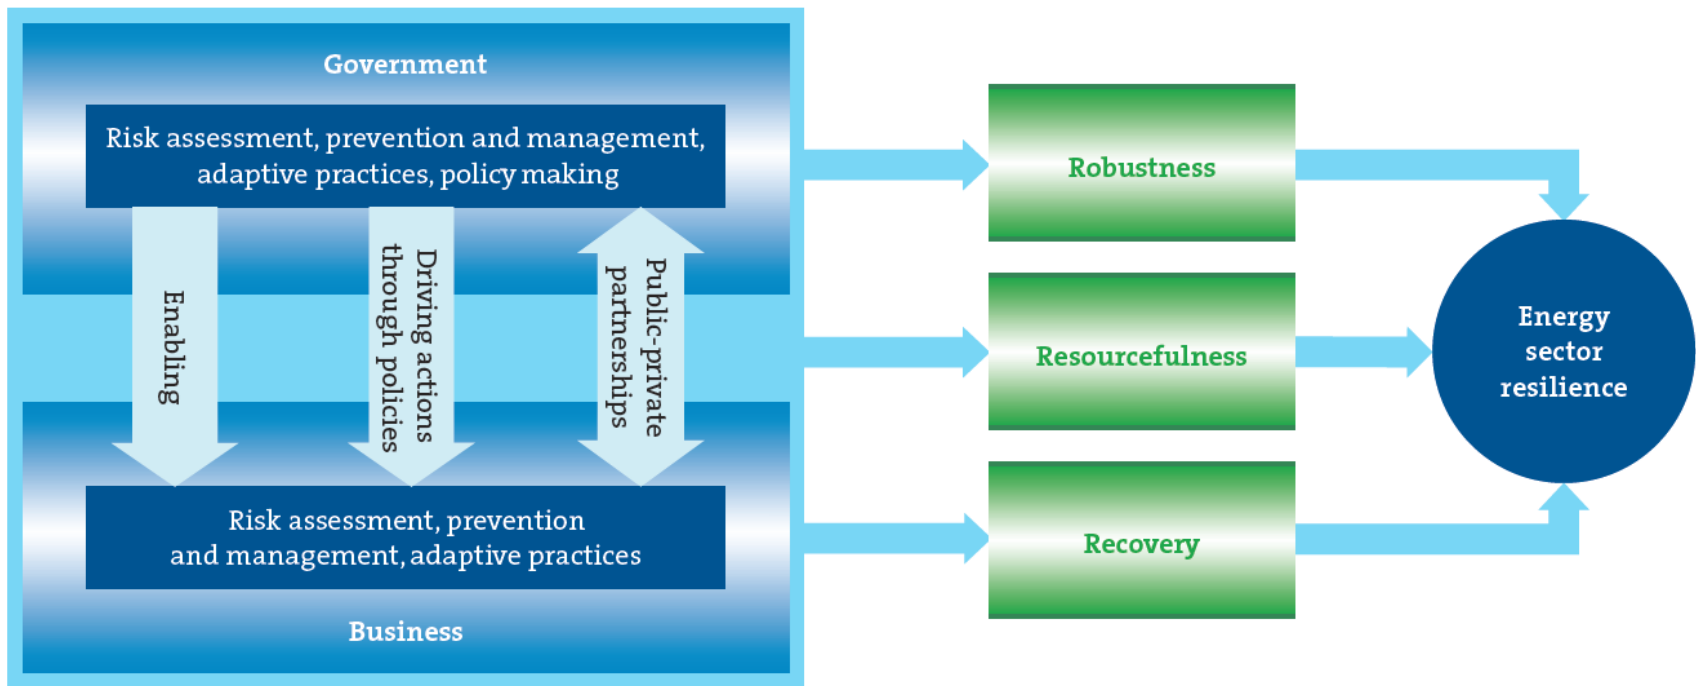 Government
Risk assessment, prevention and management,
adaptive practices, policy making
Enabling
Driving actions
through policies
Public-private
partnerships
Risk assessment, prevention
and management, adaptive practices
Business
Robustness
Resourcefulness
Recovery
Energy
sector
resilience